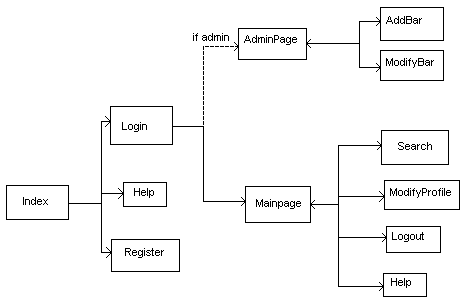 AddBar
if admin
AdminPage
ModifyBar
Login
Search
Help
ModifyProfile
Index
Mainpage
Logout
Register
Help